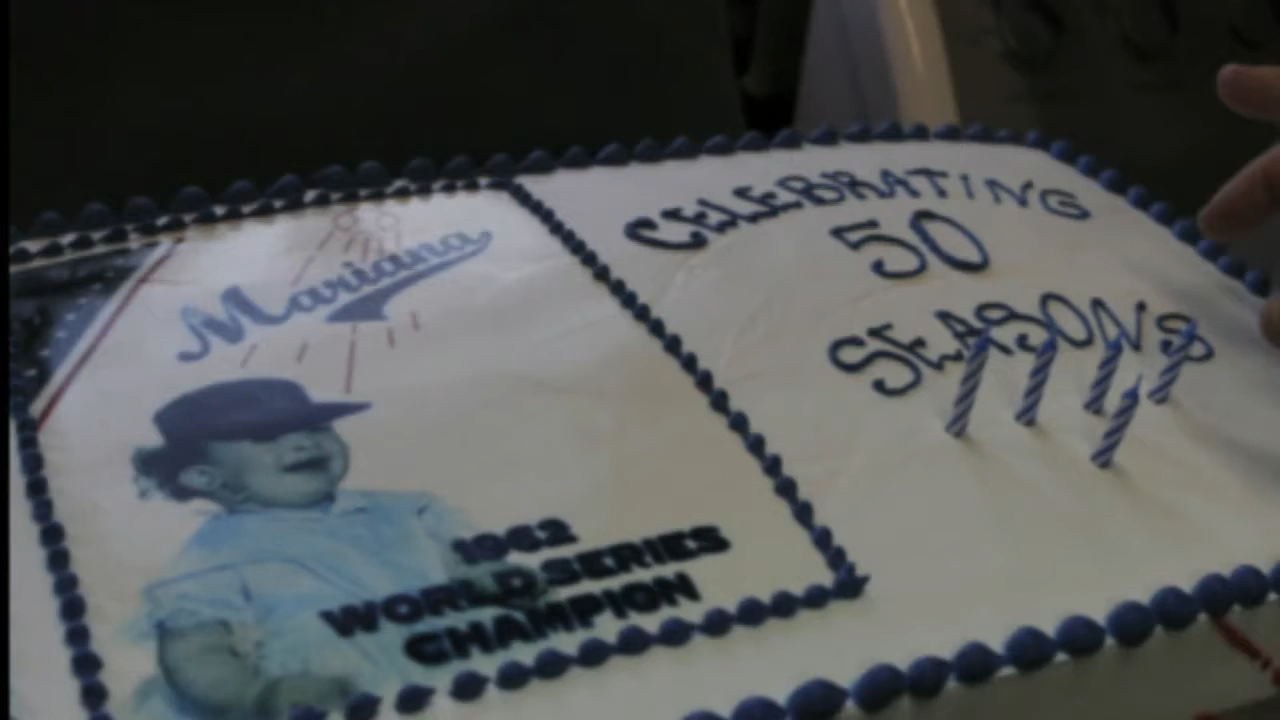 Mariana
1962
WORLD SERIES
CHAMPION
CELEBRATING
50
SEASONS